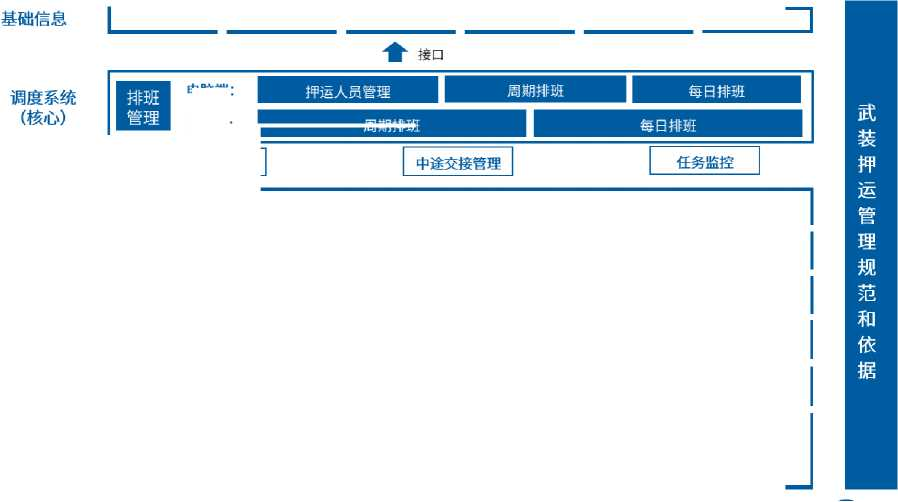 基础信息
接口
调度系统
（核心）
排班
管理
押运人员管理
周期排班
每日排班
周期排班
每日排班
中途交接管理
任务监控
武装押运管理规范和依据